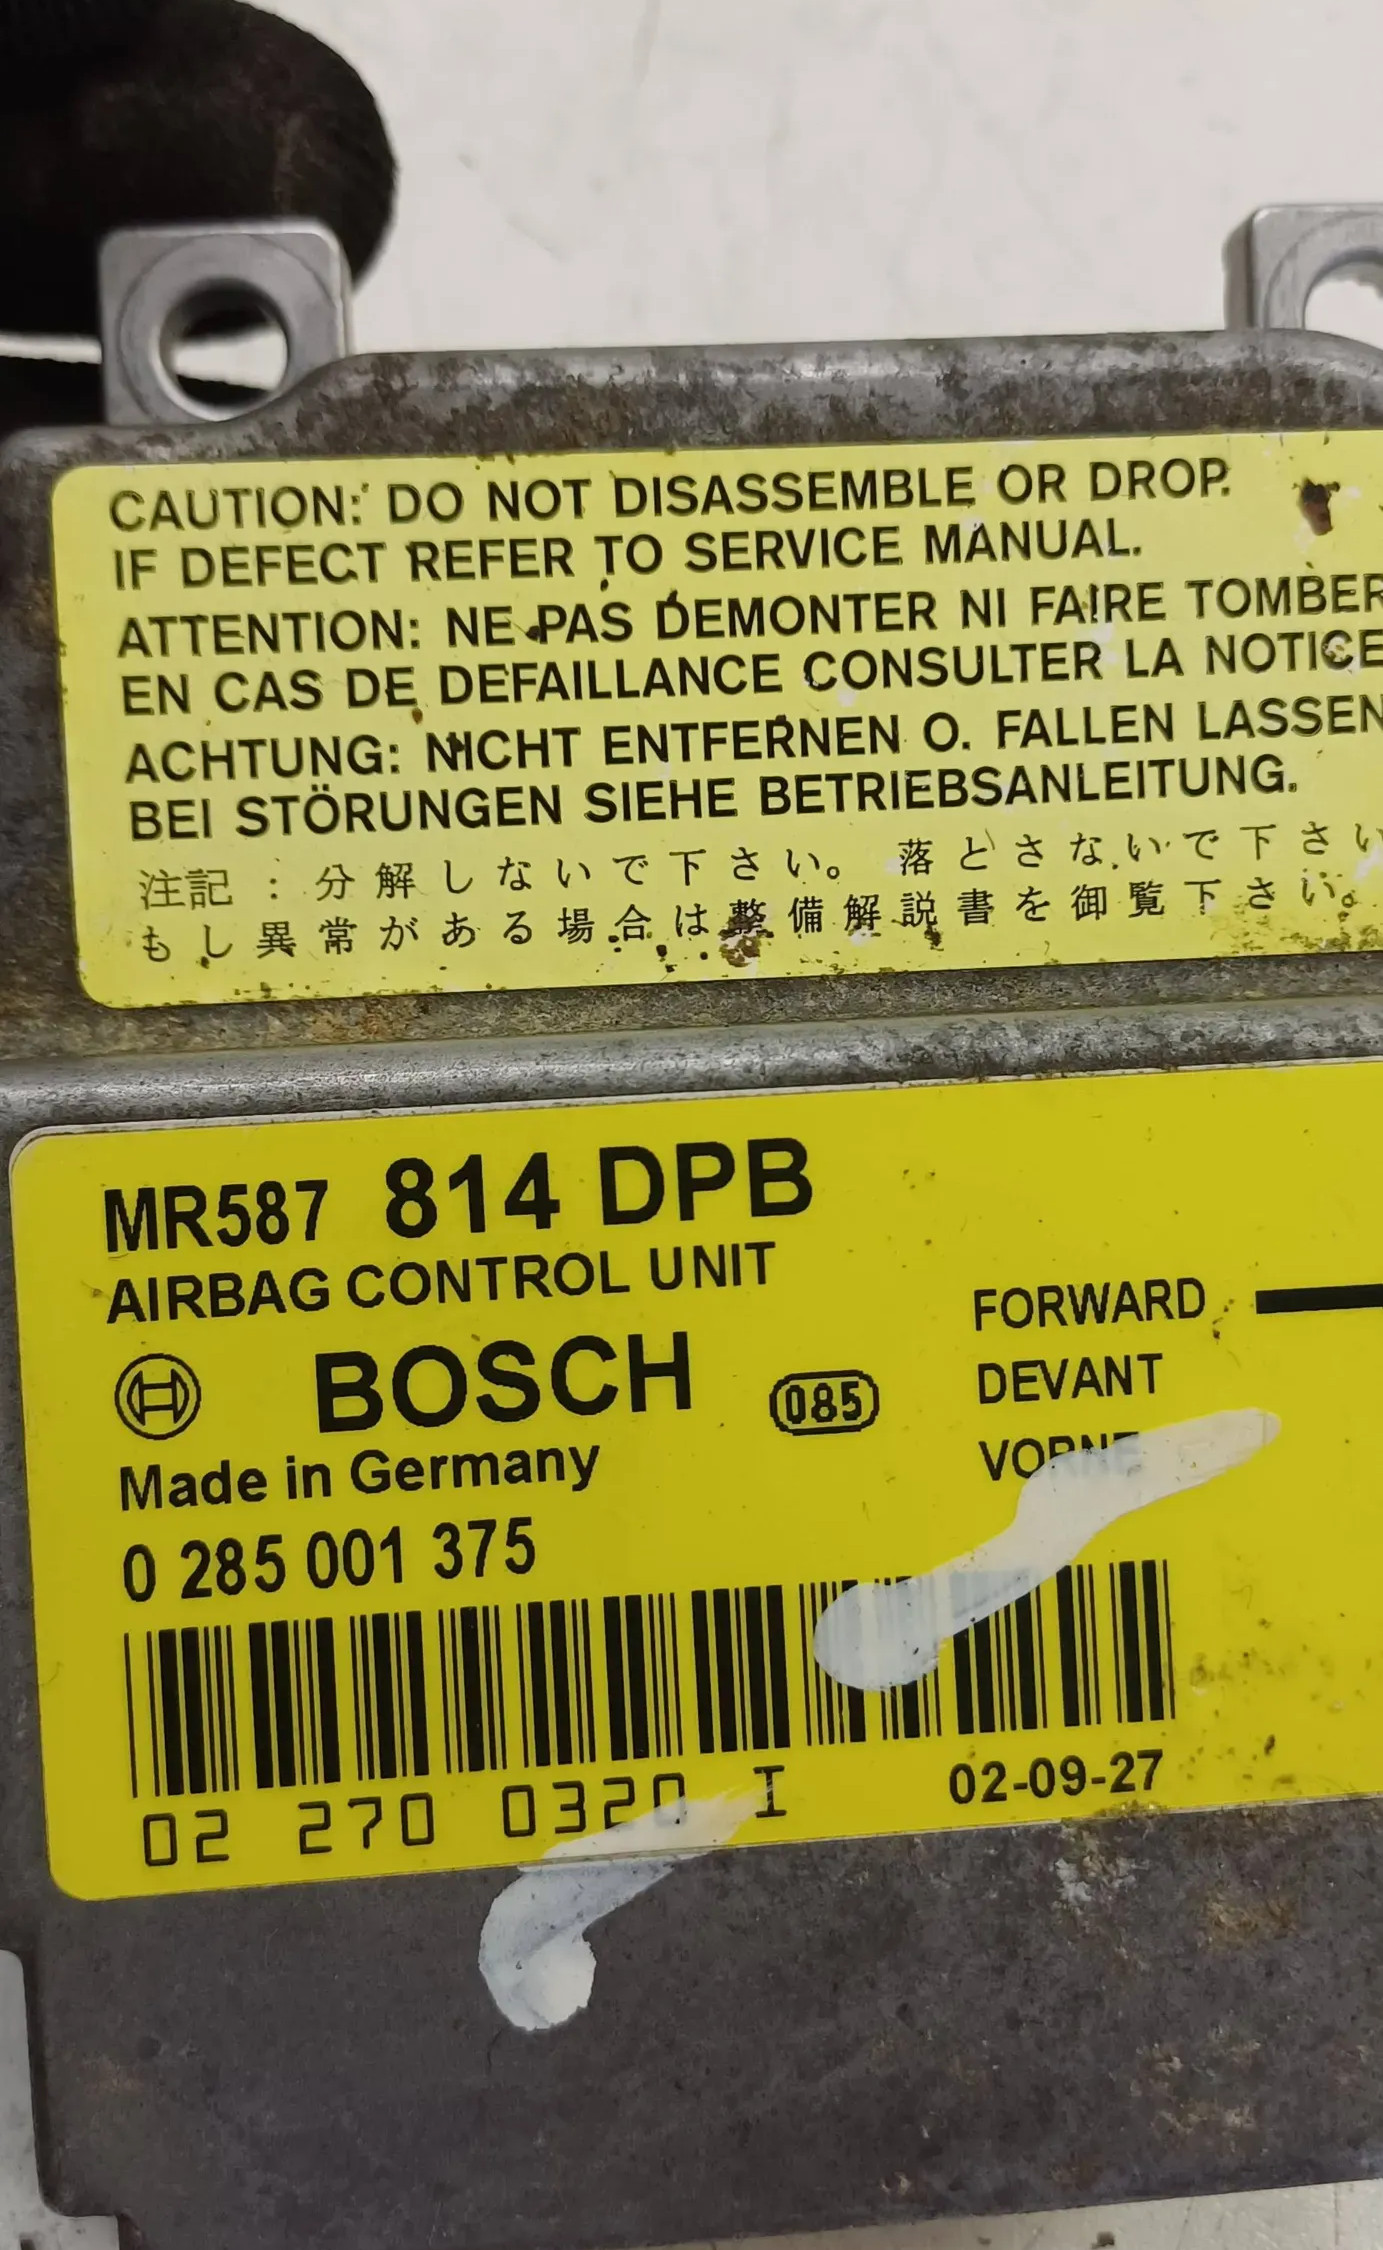 CAUTION: DO NOT DISASSEMBLE OR DROP.
IF DEFECT REFER TO SERVICE MANUAL.
ATTENTION: NE PAS DEMONTER NI FAIRE TOMBER
EN CAS DE DEFAILLANCE CONSULTER LA NOTICE
ACHTUNG: NICHT ENTFERNEN O. FALLEN LASSEN
BEI STÖRUNGEN SIEHE BETRIEBSANLEITUNG.
注記 : 分解しないで下さい。 落とさないで下さい
もし異常がある場合は整備解説書を御覧下さい。
MR587 814 DPB
AIRBAG CONTROL UNIT
BOSCH 085
Made in Germany
0 285 001 375
FORWARD
DEVANT
VORNE
02 270 0320 I 02-09-27